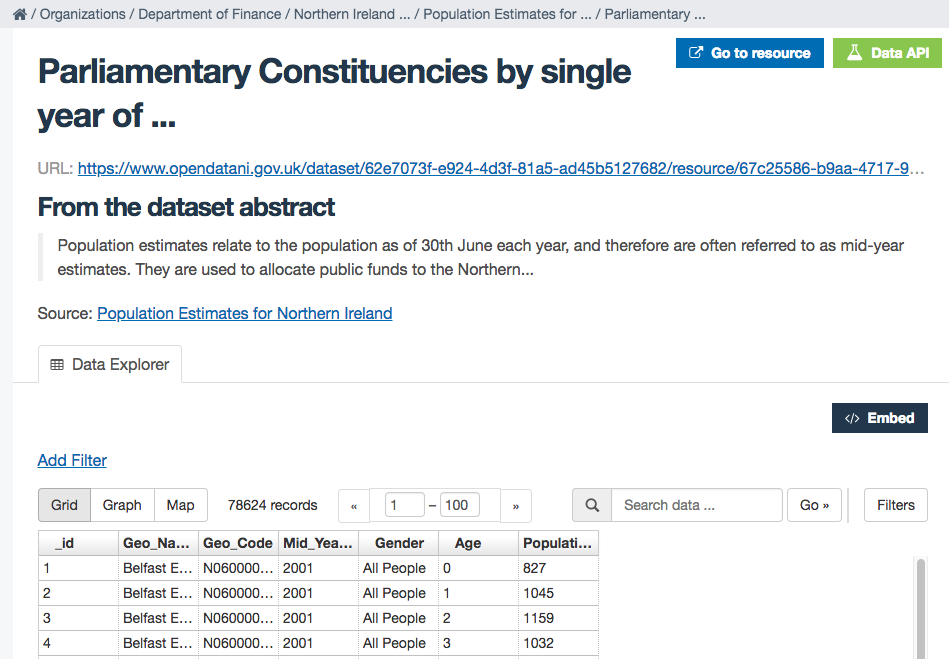 / Organizations / Department of Finance / Northern Ireland ... / Population Estimates for ... / Parliamentary ...
Parliamentary Constituencies by single
year of ...
Go to resource
Data API
URL: https://www.opendatani.gov.uk/dataset/62e7073f-e924-4d3f-81a5-ad45b5127682/resource/67c25586-b9aa-4717-9...
From the dataset abstract
Population estimates relate to the population as of 30th June each year, and therefore are often referred to as mid-year
estimates. They are used to allocate public funds to the Northern...
Source: Population Estimates for Northern Ireland
Data Explorer
</> Embed
Add Filter
Grid Graph Map 78624 records « 1 – 100 » Search data ... Go » Filters
_id Geo_Na... Geo_Code Mid_Yea... Gender Age Populati...
1 Belfast E... N060000... 2001 All People 0 827
2 Belfast E... N060000... 2001 All People 1 1045
3 Belfast E... N060000... 2001 All People 2 1159
4 Belfast E... N060000... 2001 All People 3 1032